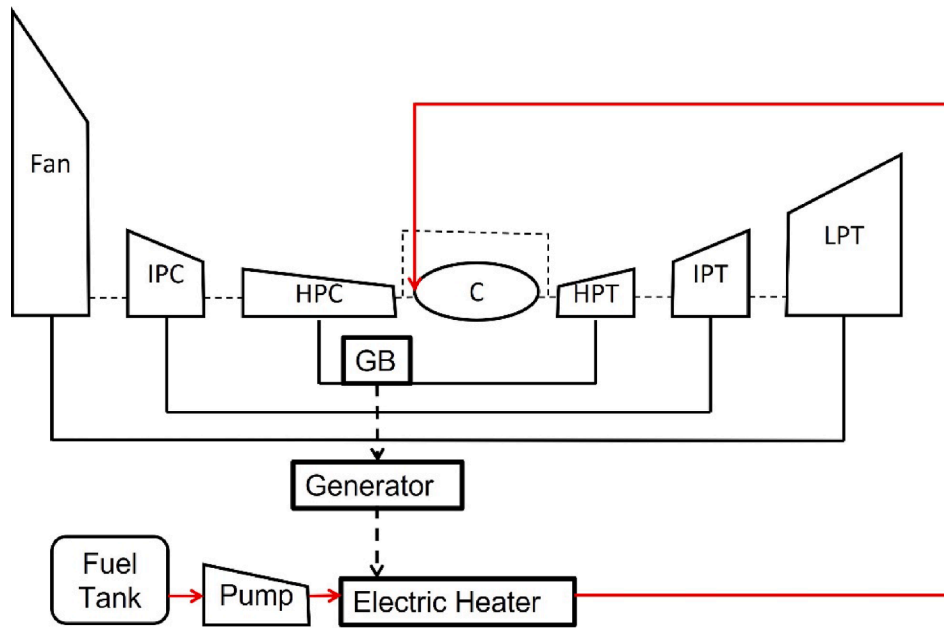 Fan
IPC
HPC
C
HPT
IPT
LPT
GB
Generator
Fuel
Tank
Pump
Electric Heater